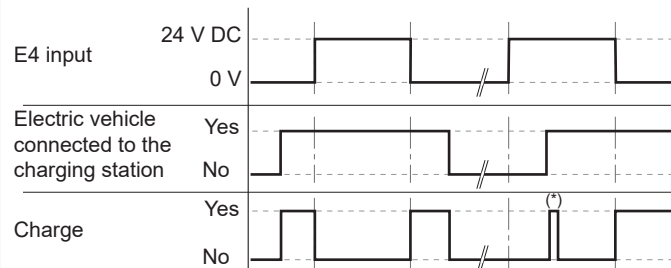 24 V DC
E4 input
0 V
Electric vehicle
connected to the
charging station
Yes
No
(*)
Yes
Charge
No